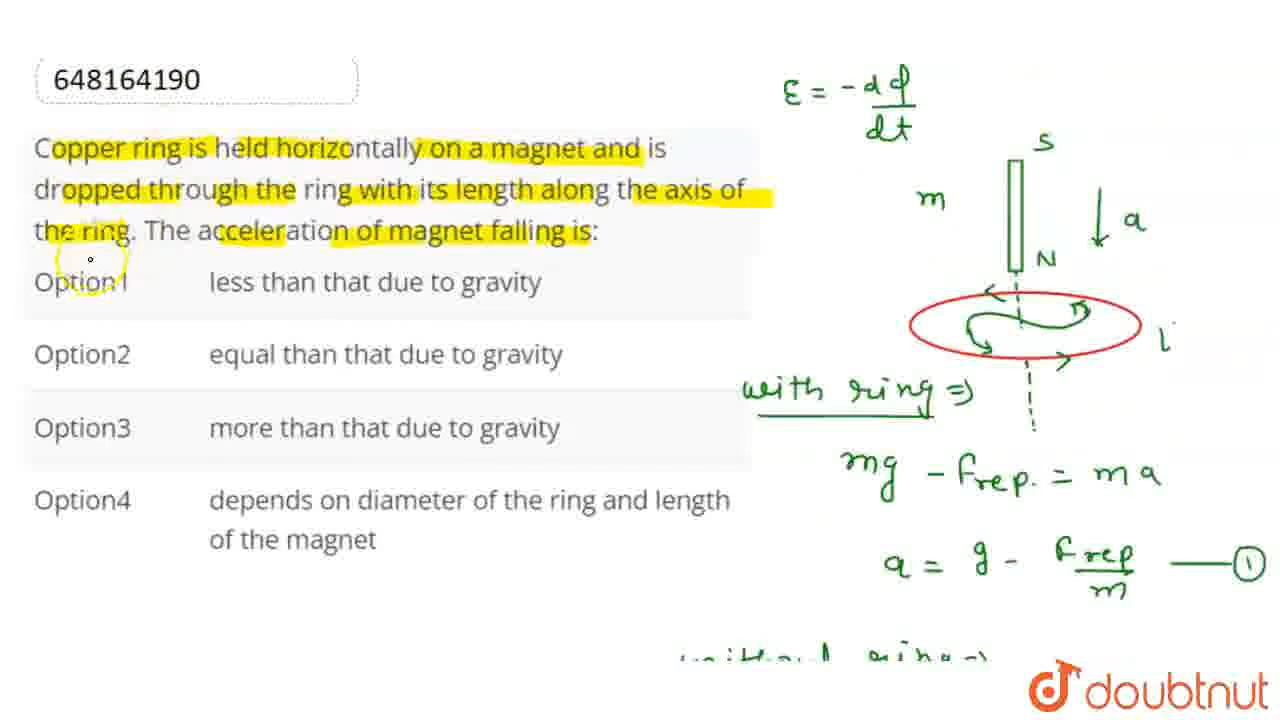 648164190
Copper ring is held horizontally on a magnet and is
dropped through the ring with its length along the axis of
the ring. The acceleration of magnet falling is:
Option1 less than that due to gravity
Option2 equal than that due to gravity
Option3 more than that due to gravity
Option4 depends on diameter of the ring and length
of the magnet
ε = -dφ/dt
S
m
a
N
i
with ring ⇒
mg - Frep. = ma
a = g - Frep/m ①
without ring ⇒
doubtnut